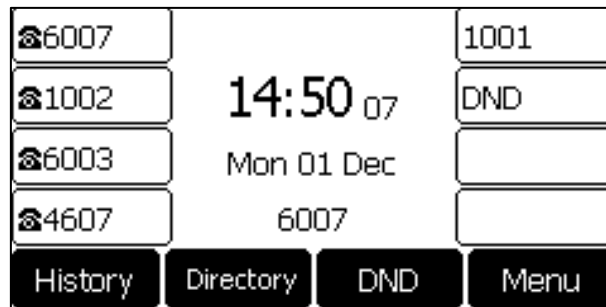 ☎6007
1001
☎1002
14:50 07
DND
☎6003
Mon 01 Dec
☎4607
6007
History
Directory
DND
Menu